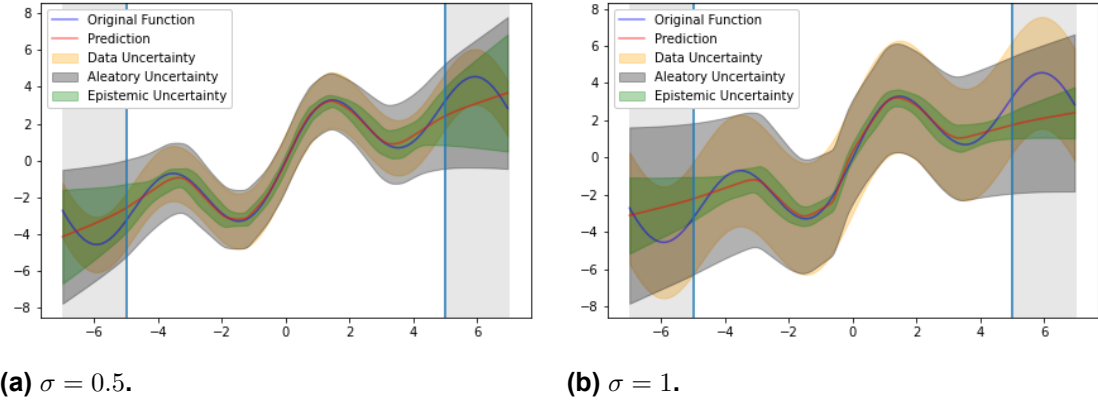 Original Function
Prediction
Data Uncertainty
Aleatory Uncertainty
Epistemic Uncertainty
8
6
4
2
0
−2
−4
−6
−8
−6 −4 −2 0 2 4 6
(a) σ = 0.5.
Original Function
Prediction
Data Uncertainty
Aleatory Uncertainty
Epistemic Uncertainty
8
6
4
2
0
−2
−4
−6
−8
−6 −4 −2 0 2 4 6
(b) σ = 1.